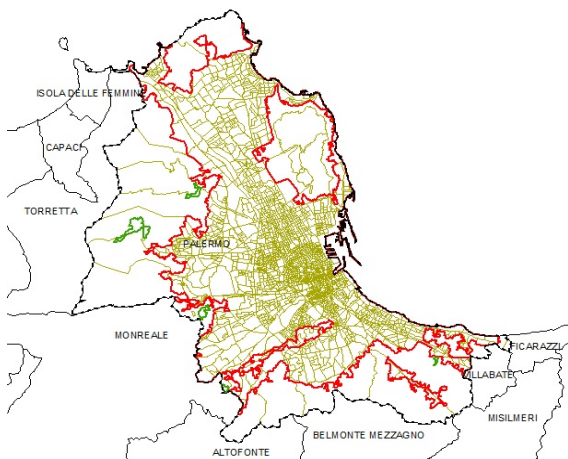 ISOLA DELLE FEMMINE
CAPACI
TORRETTA
PALERMO
MONREALE
FICARAZZI
VILLABATE
MISILMERI
BELMONTE MEZZAGNO
ALTOFONTE